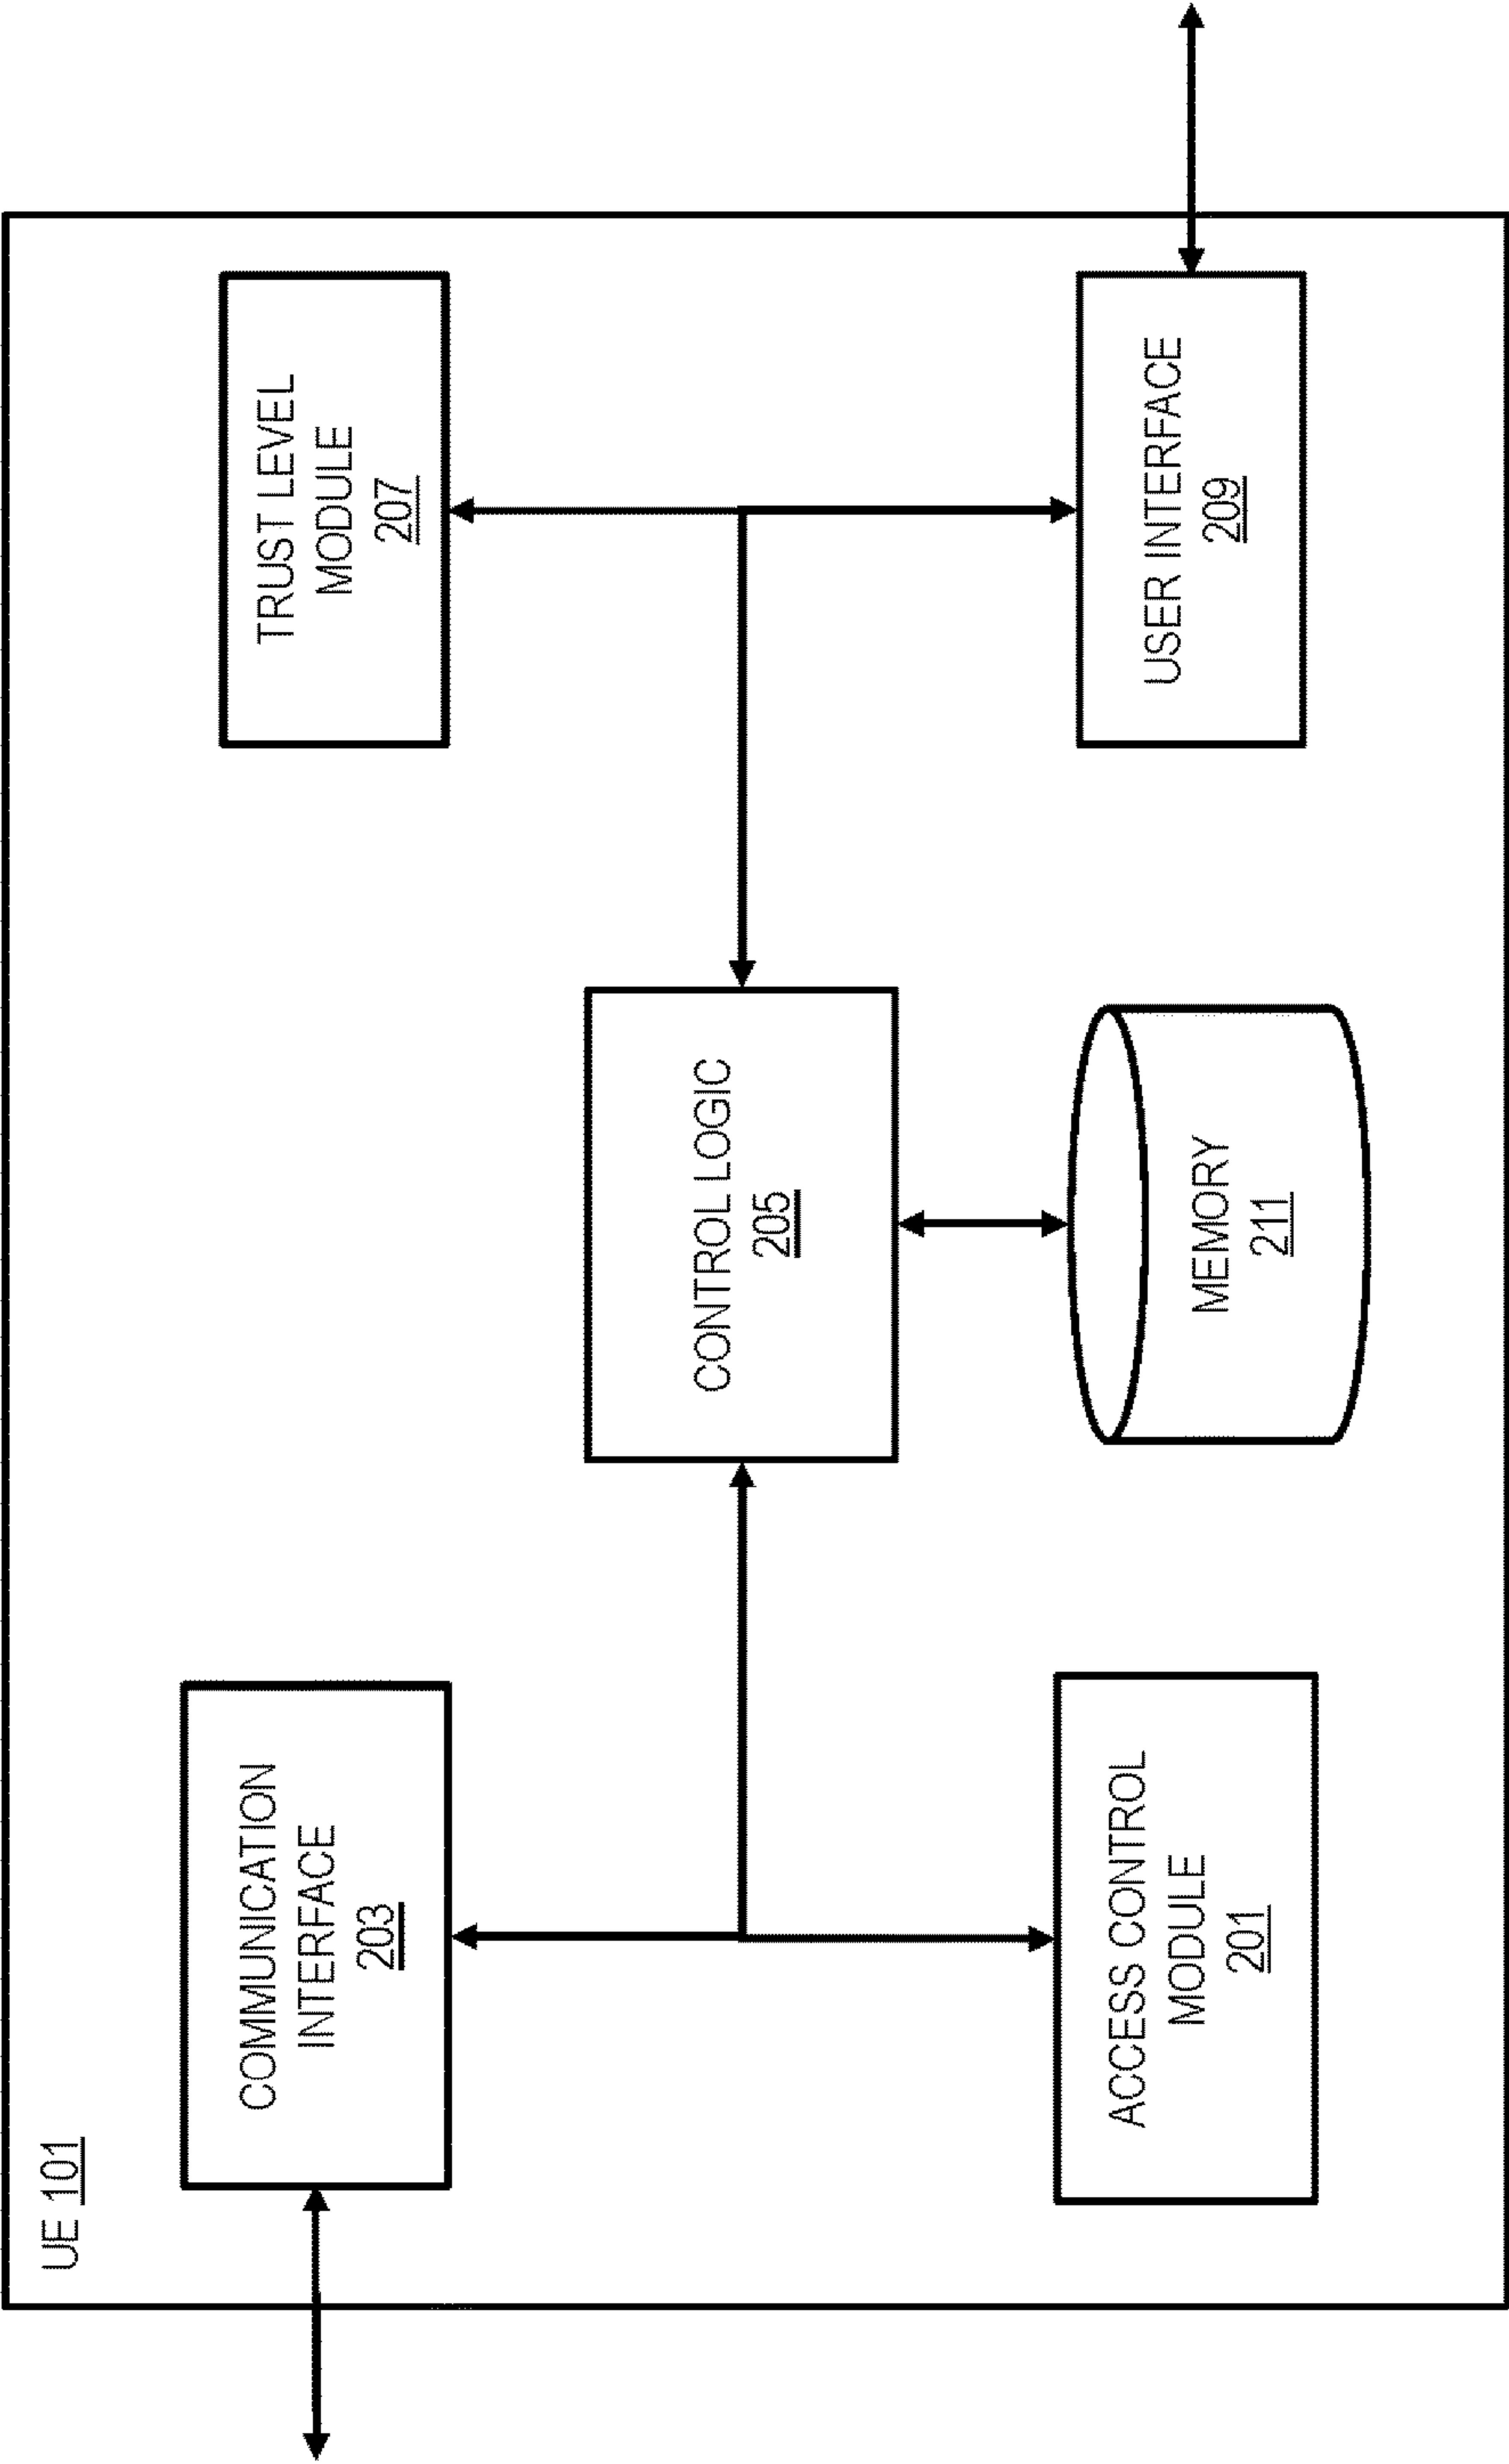 UE 101
COMMUNICATION
INTERFACE
203
TRUST LEVEL
MODULE
207
CONTROL LOGIC
205
ACCESS CONTROL
MODULE
201
MEMORY
211
USER INTERFACE
209